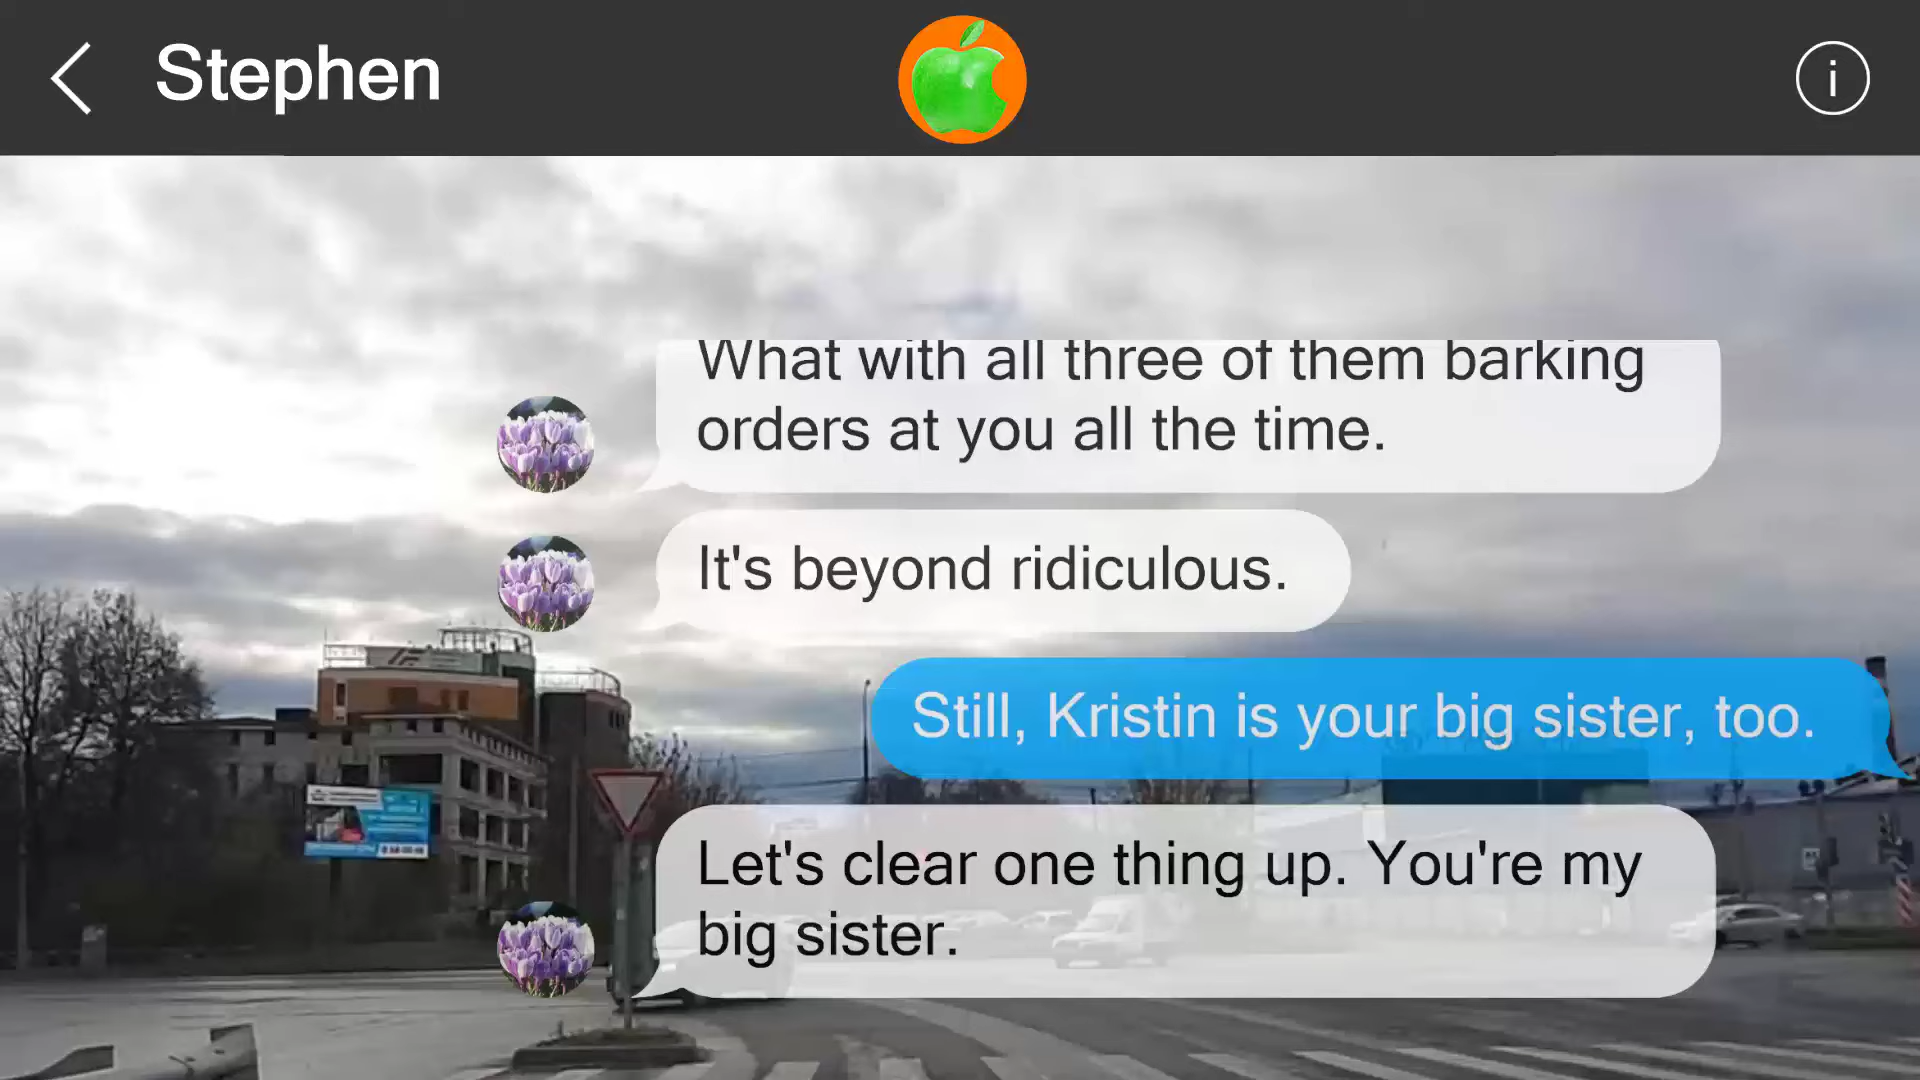 Stephen
i
What with all three of them barking
orders at you all the time.
It's beyond ridiculous.
Still, Kristin is your big sister, too.
Let's clear one thing up. You're my
big sister.